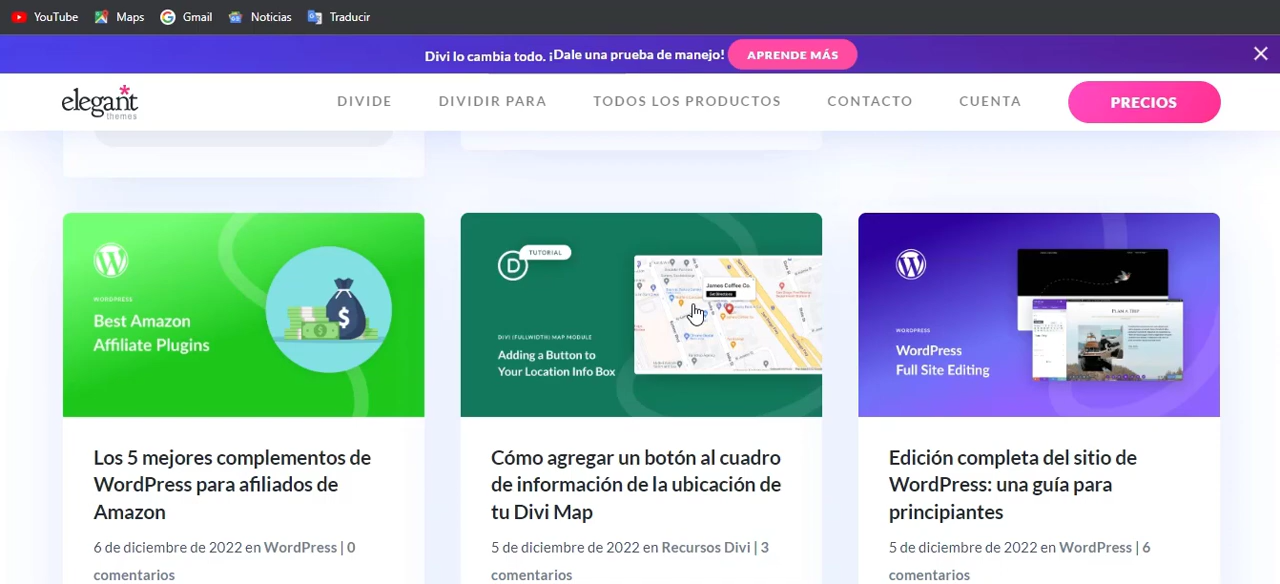 YouTube Maps Gmail Noticias Traducir
Divi lo cambia todo. ¡Dale una prueba de manejo! APRENDE MÁS
elegant themes DIVIDE DIVIDIR PARA TODOS LOS PRODUCTOS CONTACTO CUENTA PRECIOS
WORDPRESS
Best Amazon
Affiliate Plugins
$
Los 5 mejores complementos de
WordPress para afiliados de
Amazon
6 de diciembre de 2022 en WordPress | 0
comentarios
TUTORIAL
D
James Coffee Co.
DIVI (FULLWIDTH) MAP MODULE
Adding a Button to
Your Location Info Box
Cómo agregar un botón al cuadro
de información de la ubicación de
tu Divi Map
5 de diciembre de 2022 en Recursos Divi | 3
comentarios
WORDPRESS
WordPress
Full Site Editing
PLAN A TRIP
Edición completa del sitio de
WordPress: una guía para
principiantes
5 de diciembre de 2022 en WordPress | 6
comentarios